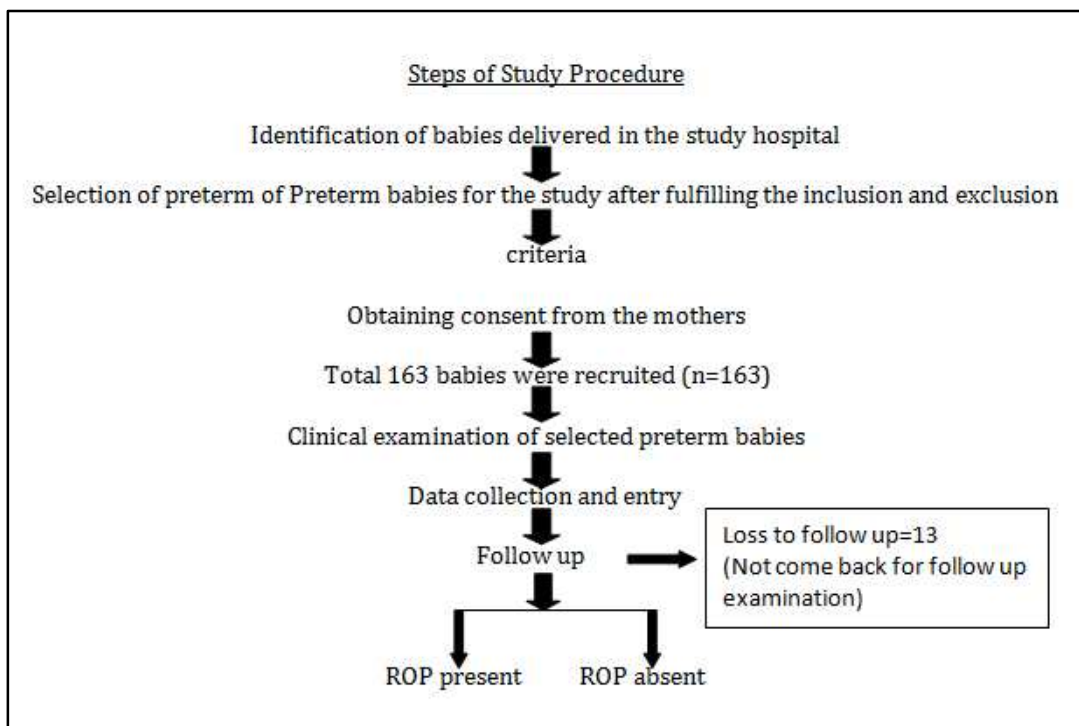 Steps of Study Procedure
Identification of babies delivered in the study hospital
Selection of preterm of Preterm babies for the study after fulfilling the inclusion and exclusion
criteria
Obtaining consent from the mothers
Total 163 babies were recruited (n=163)
Clinical examination of selected preterm babies
Data collection and entry
Follow up
Loss to follow up=13
(Not come back for follow up
examination)
ROP present
ROP absent